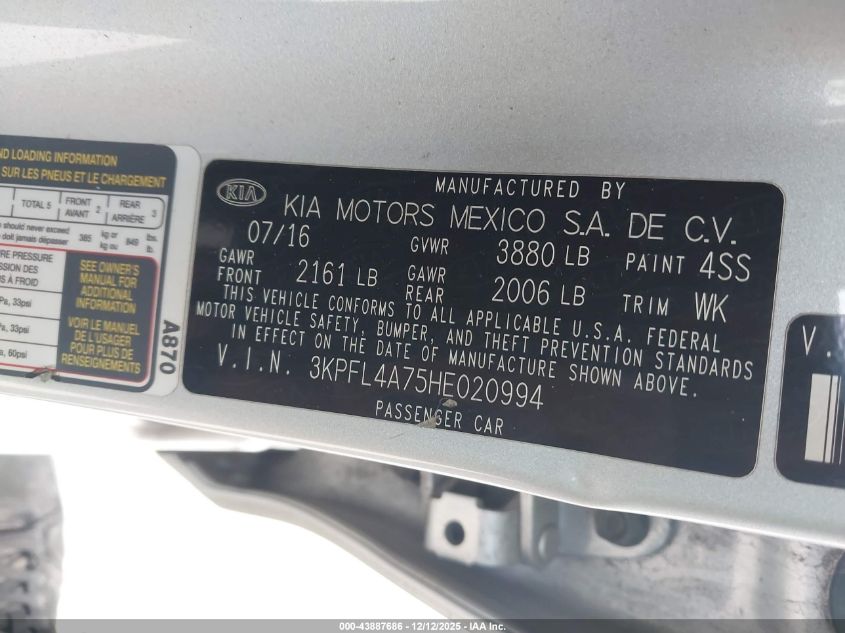 ND LOADING INFORMATION
SUR LES PNEUS ET LE CHARGEMENT
TOTAL 5 FRONT AVANT 2 REAR ARRIÈRE 3
should never exceed 385 kg or 849 lbs.
doit jamais dépasser kg ou lb.
PRESSURE
SION DES
À FROID
Pa, 33psi
a, 33psi
a, 60psi
SEE OWNER'S
MANUAL FOR
ADDITIONAL
INFORMATION
VOIR LE MANUEL
DE L'USAGER
POUR PLUS DE
RENSEIGNEMENTS
A870
KIA
MANUFACTURED BY
KIA MOTORS MEXICO S.A. DE C.V.
07/16 GVWR 3880 LB PAINT 4SS
GAWR FRONT 2161 LB GAWR REAR 2006 LB TRIM WK
THIS VEHICLE CONFORMS TO ALL APPLICABLE U.S.A. FEDERAL
MOTOR VEHICLE SAFETY, BUMPER, AND THEFT PREVENTION STANDARDS
IN EFFECT ON THE DATE OF MANUFACTURE SHOWN ABOVE.
V.I.N. 3KPFL4A75HE020994
PASSENGER CAR
V.
000-43887686 - 12/12/2025 - IAA Inc.